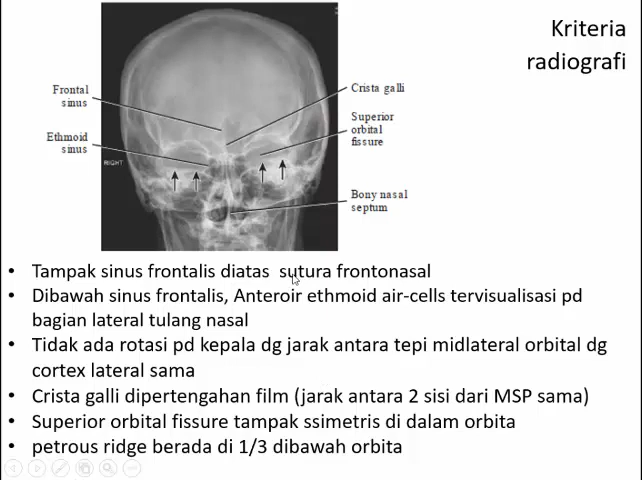 Kriteria
radiografi
Frontal
sinus
Ethmoid
sinus
RIGHT
Crista galli
Superior
orbital
fissure
Bony nasal
septum
• Tampak sinus frontalis diatas sutura frontonasal
• Dibawah sinus frontalis, Anteroir ethmoid air-cells tervisualisasi pd
bagian lateral tulang nasal
• Tidak ada rotasi pd kepala dg jarak antara tepi midlateral orbital dg
cortex lateral sama
• Crista galli dipertengahan film (jarak antara 2 sisi dari MSP sama)
• Superior orbital fissure tampak ssimetris di dalam orbita
• petrous ridge berada di 1/3 dibawah orbita